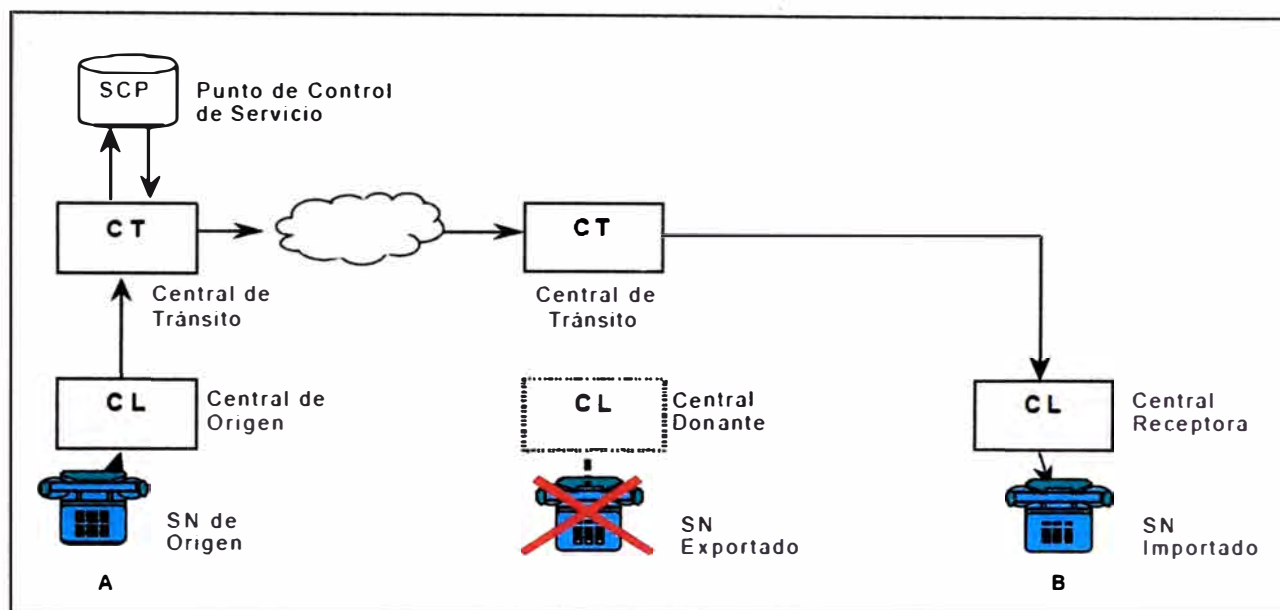 SCP
Punto de Control
de Servicio
CT
Central de
Tránsito
CT
Central de
Tránsito
CL
Central de
Origen
CL
Central
Donante
CL
Central
Receptora
SN de
Origen
A
SN
Exportado
SN
Importado
B